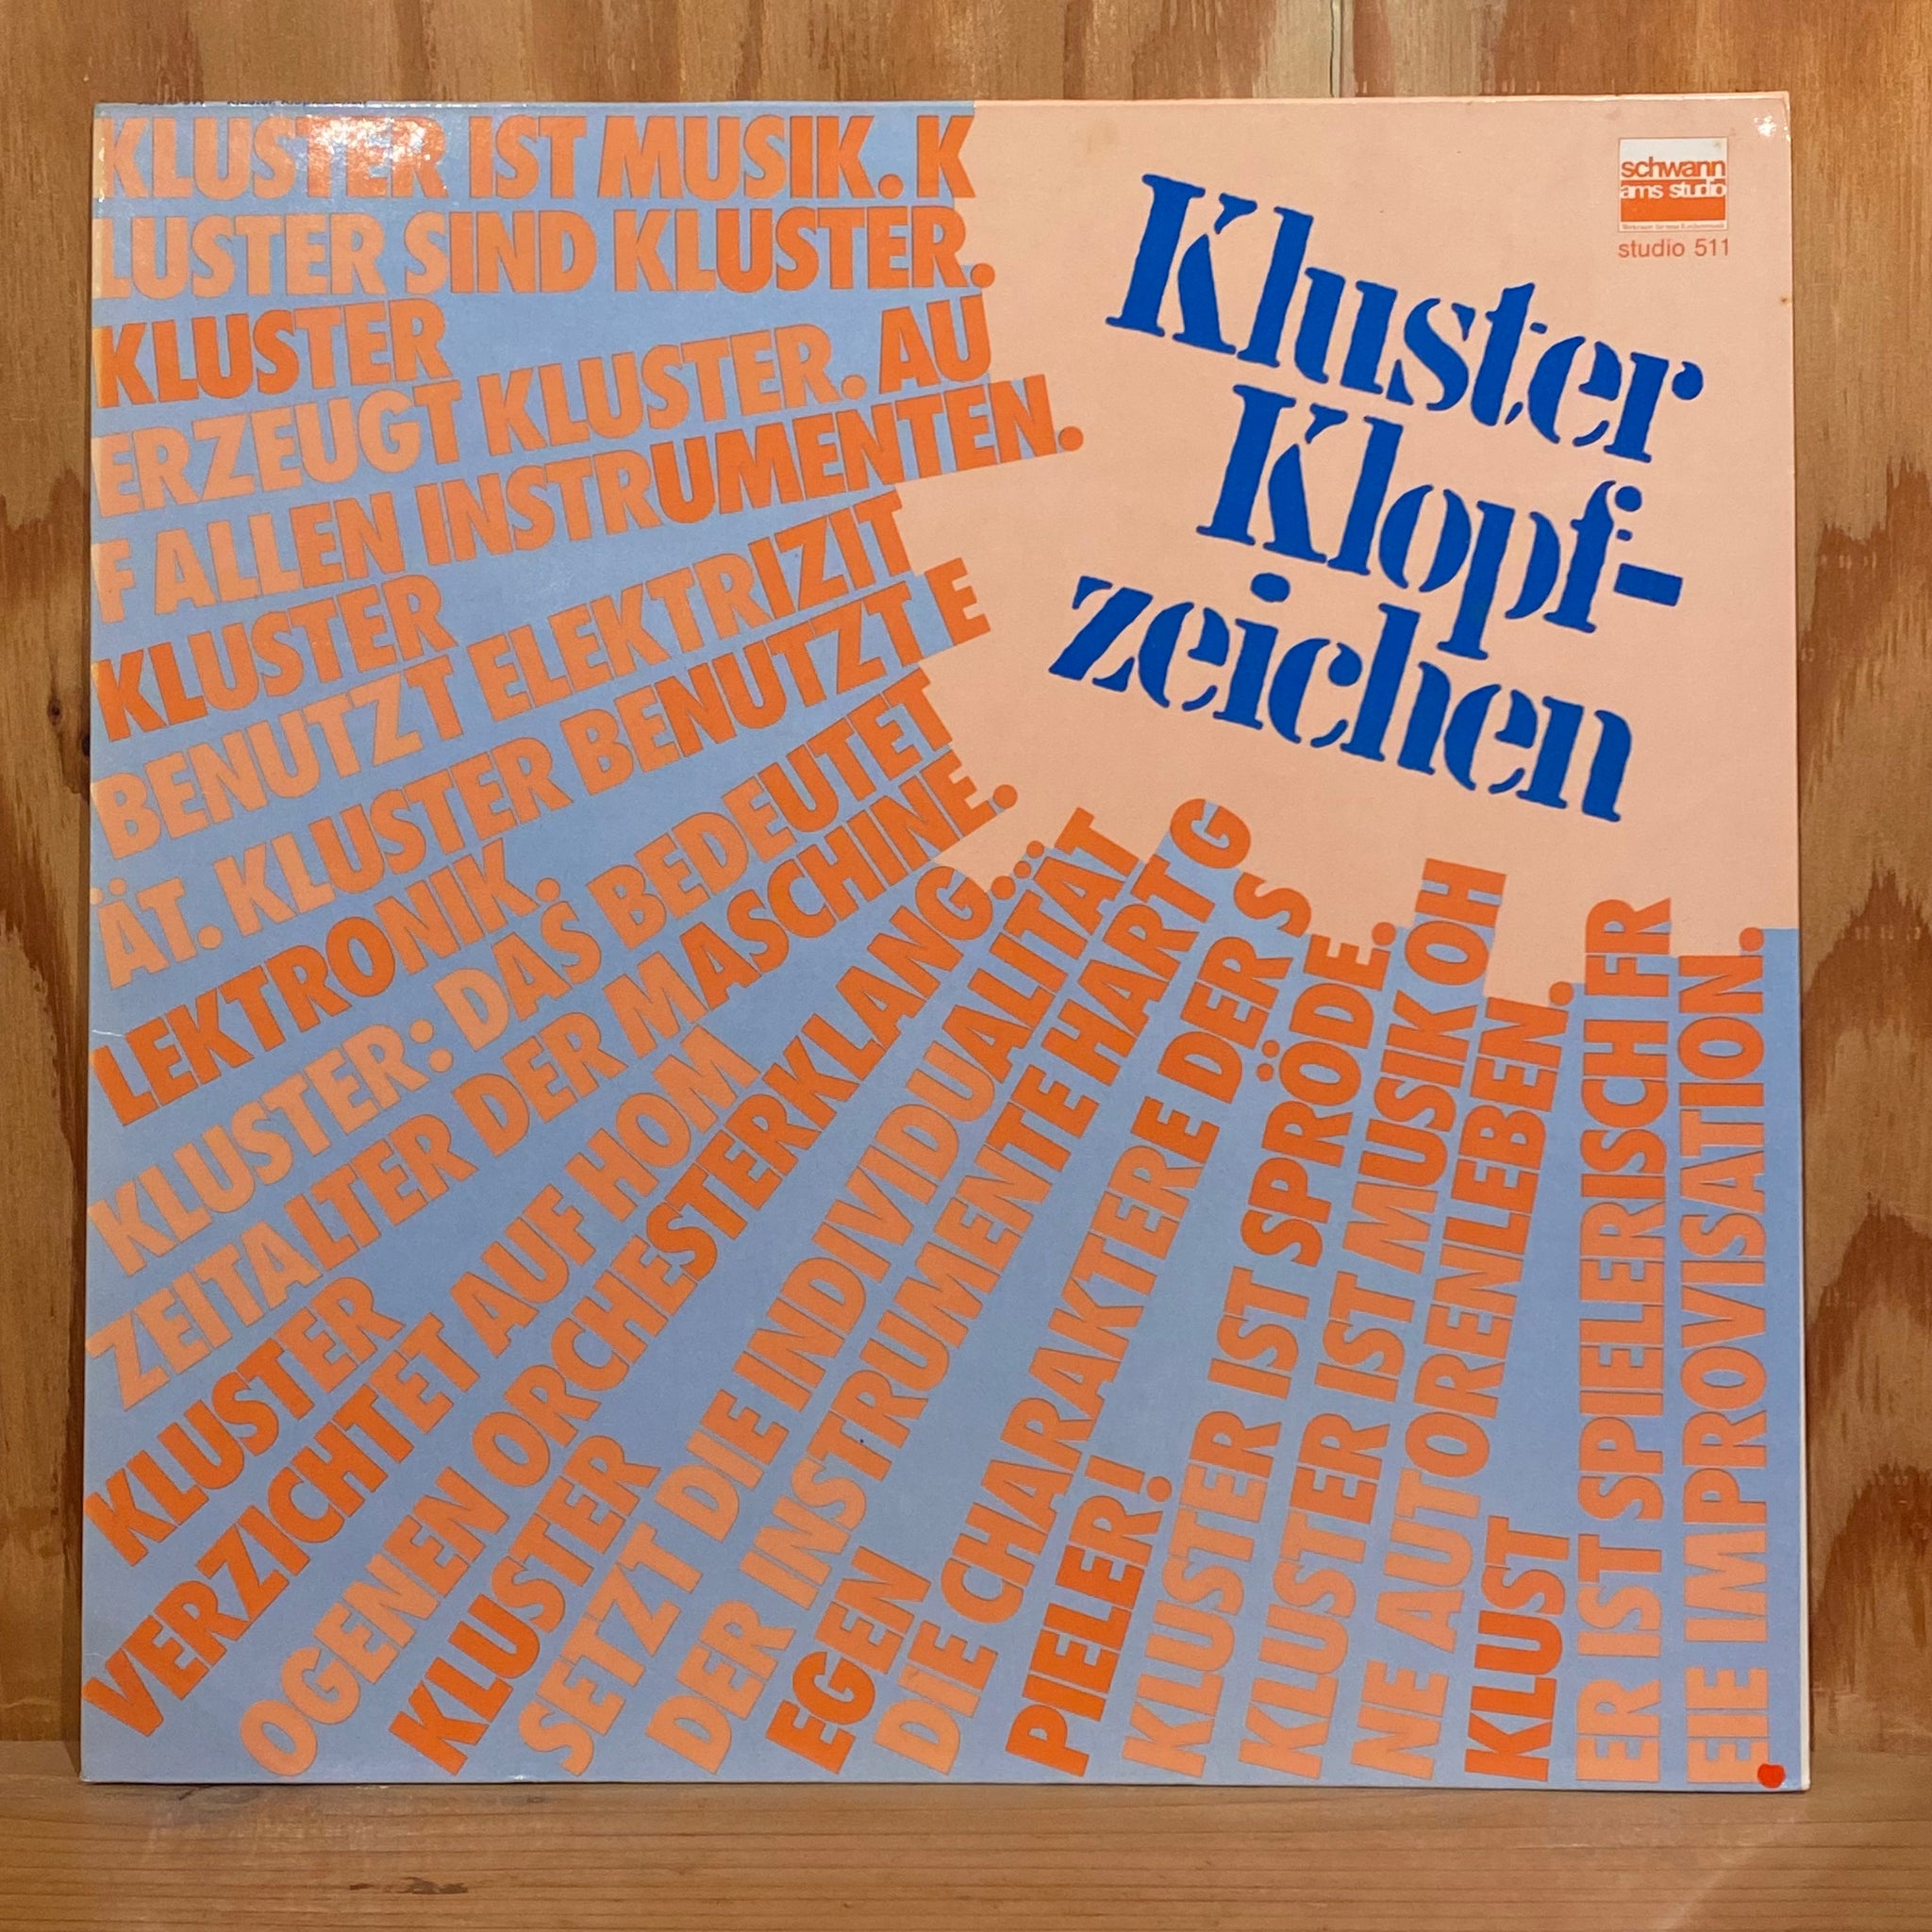 KLUSTER IST MUSIK. K
LUSTER SIND KLUSTER.
KLUSTER
ERZEUGT KLUSTER. AU
F ALLEN INSTRUMENTEN.
KLUSTER
BENUTZT ELEKTRIZIT
ÄT. KLUSTER BENUTZT E
LEKTRONIK.
KLUSTER: DAS BEDEUTET
ZEITALTER DER MASCHINE.
KLUSTER
VERZICHTET AUF HOM
OGENEN ORCHESTERKLANG...
KLUSTER
SETZT DIE INDIVIDUALITÄT
DER INSTRUMENTE HART G
EGEN
DIE CHARAKTERE DER S
PIELER!
KLUSTER IST SPRÖDE.
KLUSTER IST MUSIK OH
NE AUTORENLEBEN.
KLUST
ER IST SPIELERISCH FR
EIE IMPROVISATION.
Kluster
Klopf-
zeichen
schwann
ams studio
studio 511